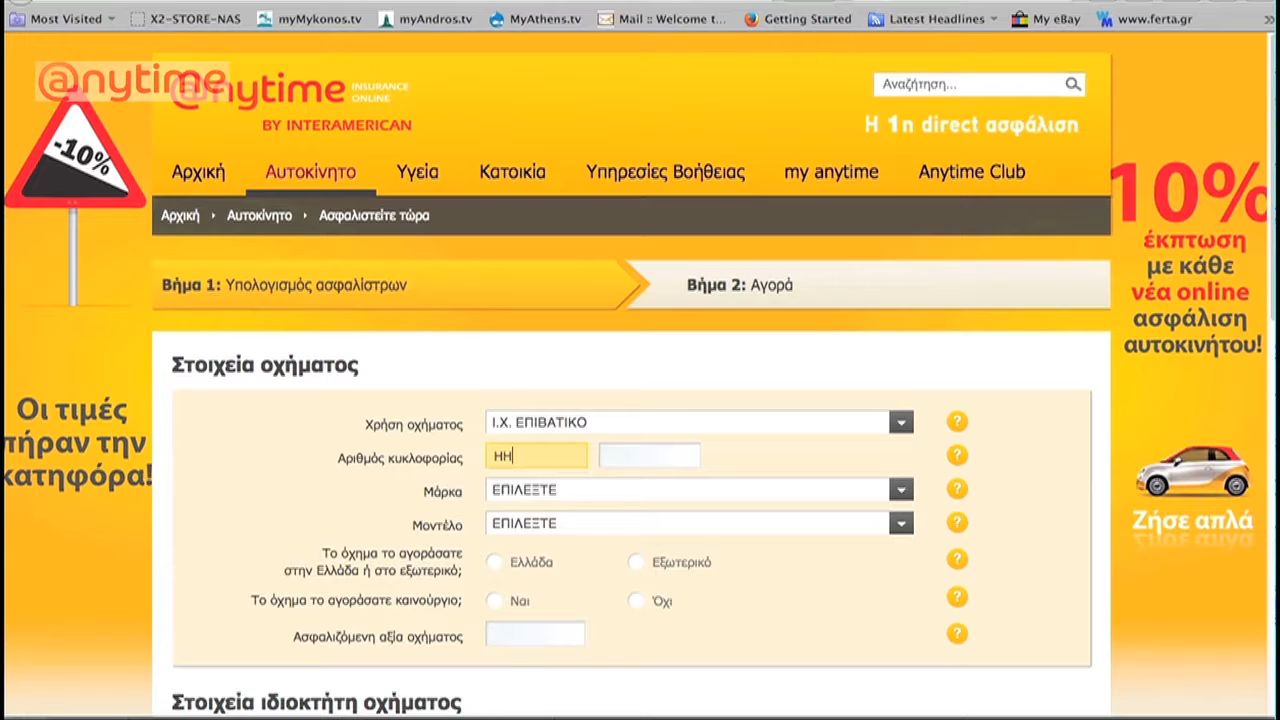 Most Visited X2-STORE-NAS myMykonos.tv myAndros.tv MyAthens.tv Mail :: Welcome t... Getting Started Latest Headlines My eBay www.ferta.gr
@nytime
@nytime INSURANCE ONLINE
BY INTERAMERICAN
Αναζήτηση...
Η 1η direct ασφάλιση
-10%
Αρχική Αυτοκίνητο Υγεία Κατοικία Υπηρεσίες Βοήθειας my anytime Anytime Club
Αρχική Αυτοκίνητο Ασφαλιστείτε τώρα
10%
έκπτωση
με κάθε
νέα online
ασφάλιση
αυτοκινήτου!
Βήμα 1: Υπολογισμός ασφαλίστρων Βήμα 2: Αγορά
Στοιχεία οχήματος
Οι τιμές
πήραν την
κατηφόρα!
Χρήση οχήματος Ι.Χ. ΕΠΙΒΑΤΙΚΟ ?
Αριθμός κυκλοφορίας ΗΗ ?
Μάρκα ΕΠΙΛΕΞΤΕ ?
Μοντέλο ΕΠΙΛΕΞΤΕ ?
Το όχημα το αγοράσατε
στην Ελλάδα ή στο εξωτερικό; Ελλάδα Εξωτερικό ?
Το όχημα το αγοράσατε καινούργιο; Ναι Όχι ?
Ασφαλιζόμενη αξία οχήματος ?
Ζήσε απλά
Στοιχεία ιδιοκτήτη οχήματος